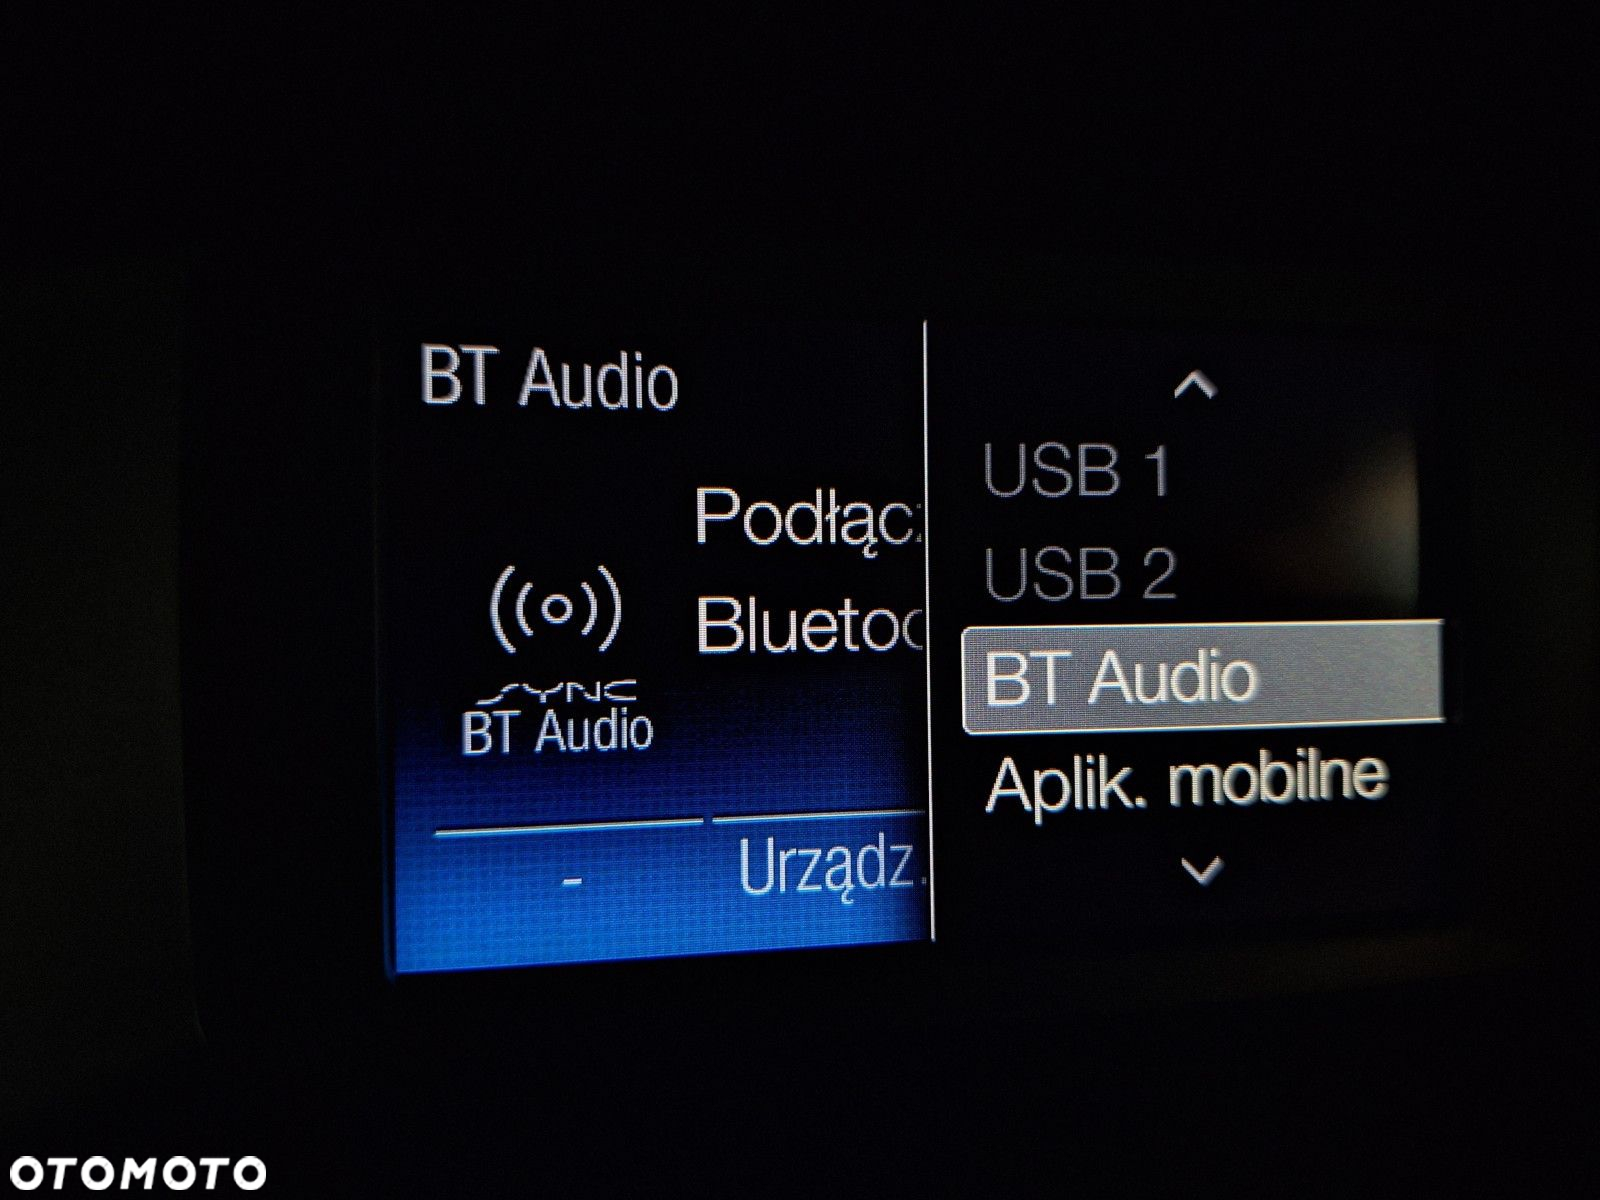 BT Audio
Podłącz
Bluetoo
SYNC
BT Audio
-
Urządz.
USB 1
USB 2
BT Audio
Aplik. mobilne
OTOMOTO